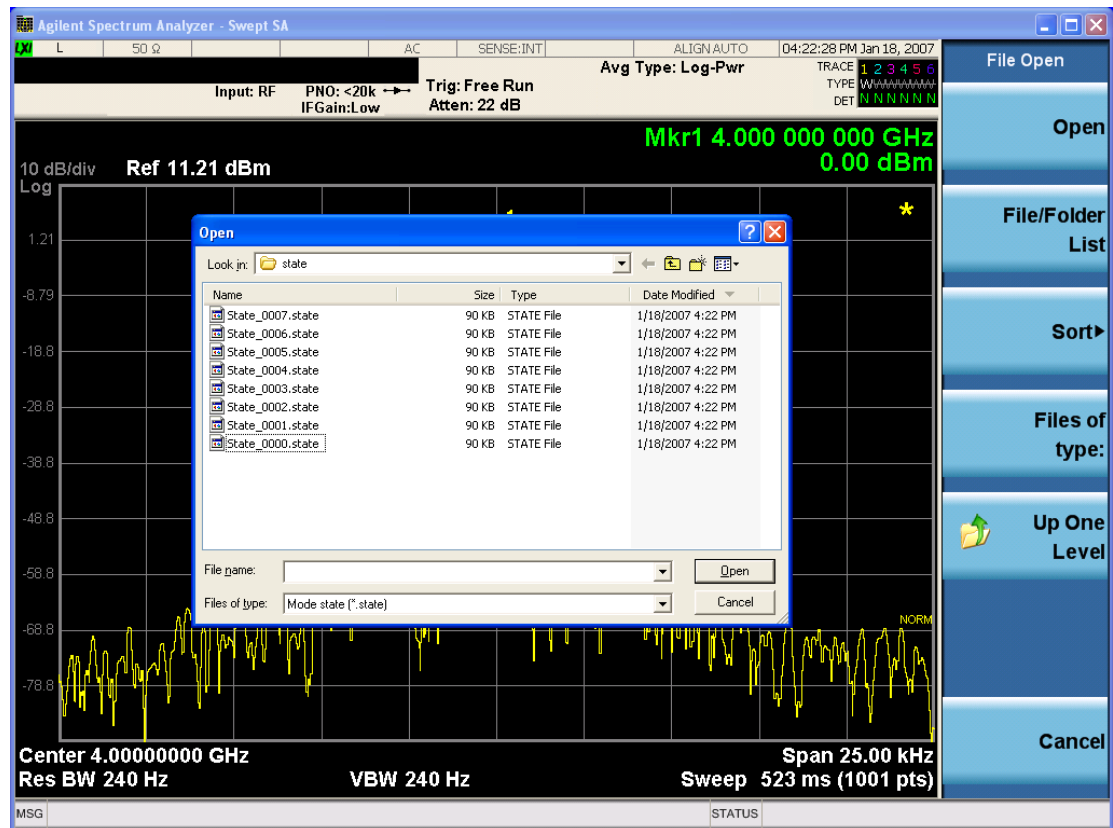 Agilent Spectrum Analyzer - Swept SA
LXI L 50 Ω AC SENSE:INT ALIGN AUTO 04:22:28 PM Jan 18, 2007
Input: RF PNO: <20k IFGain:Low
Trig: Free Run
Atten: 22 dB
Avg Type: Log-Pwr
TRACE 1 2 3 4 5 6
TYPE WWWWWW
DET N N N N N N
Mkr1 4.000 000 000 GHz
0.00 dBm
10 dB/div Ref 11.21 dBm
Log
1
*
1.21
-8.79
-18.8
-28.8
-38.8
-48.8
-58.8
-68.8
-78.8
NORM
Open
Look in: state
Name Size Type Date Modified
State_0007.state 90 KB STATE File 1/18/2007 4:22 PM
State_0006.state 90 KB STATE File 1/18/2007 4:22 PM
State_0005.state 90 KB STATE File 1/18/2007 4:22 PM
State_0004.state 90 KB STATE File 1/18/2007 4:22 PM
State_0003.state 90 KB STATE File 1/18/2007 4:22 PM
State_0002.state 90 KB STATE File 1/18/2007 4:22 PM
State_0001.state 90 KB STATE File 1/18/2007 4:22 PM
State_0000.state 90 KB STATE File 1/18/2007 4:22 PM
File name: Open
Files of type: Mode state (*.state) Cancel
Center 4.00000000 GHz Span 25.00 kHz
Res BW 240 Hz VBW 240 Hz Sweep 523 ms (1001 pts)
MSG STATUS
File Open
Open
File/Folder
List
Sort
Files of
type:
Up One
Level
Cancel